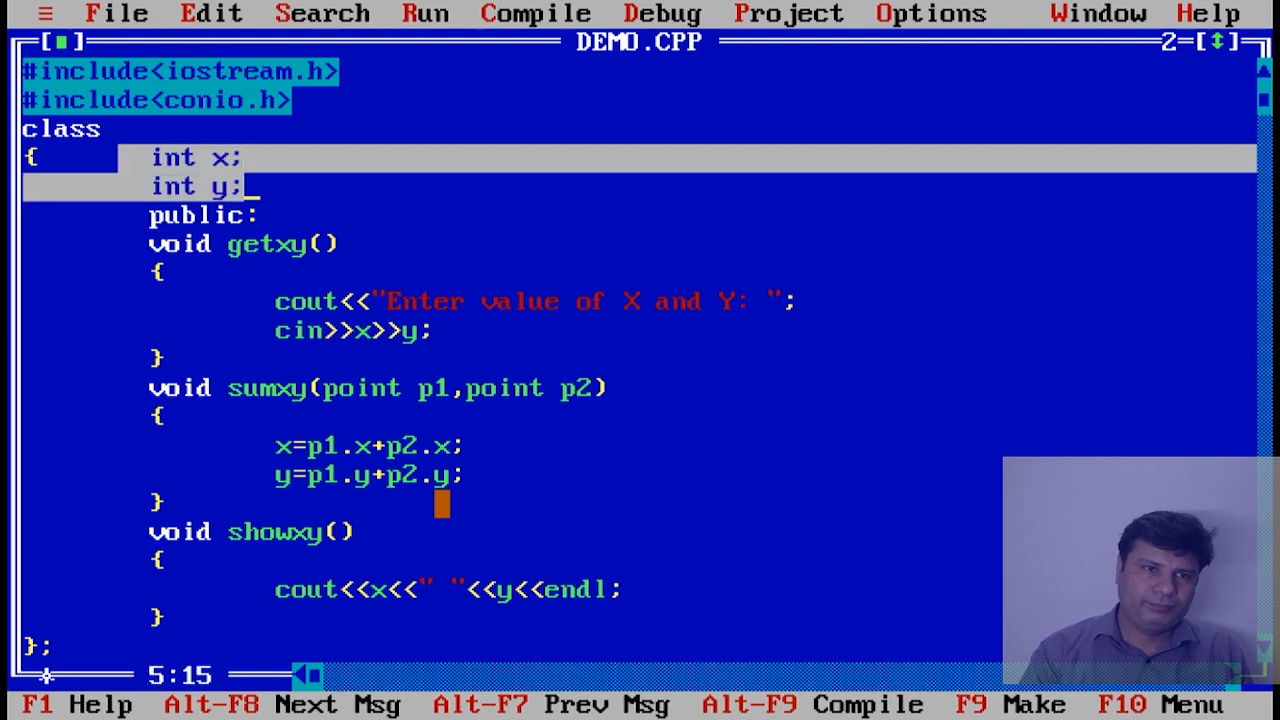 ≡ File Edit Search Run Compile Debug Project Options Window Help
[■] DEMO.CPP 2=[↕]
#include<iostream.h>
#include<conio.h>
class
{ int x;
int y;
public:
void getxy()
{
cout<<"Enter value of X and Y: ";
cin>>x>>y;
}
void sumxy(point p1,point p2)
{
x=p1.x+p2.x;
y=p1.y+p2.y;
}
void showxy()
{
cout<<x<<" "<<y<<endl;
}
};
5:15
F1 Help Alt-F8 Next Msg Alt-F7 Prev Msg Alt-F9 Compile F9 Make F10 Menu